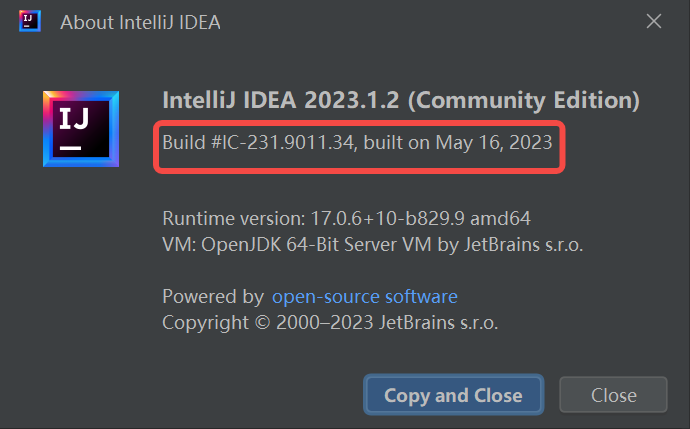 About IntelliJ IDEA
IJ
IJ
IntelliJ IDEA 2023.1.2 (Community Edition)
Build #IC-231.9011.34, built on May 16, 2023
Runtime version: 17.0.6+10-b829.9 amd64
VM: OpenJDK 64-Bit Server VM by JetBrains s.r.o.
Powered by open-source software
Copyright © 2000–2023 JetBrains s.r.o.
Copy and Close
Close